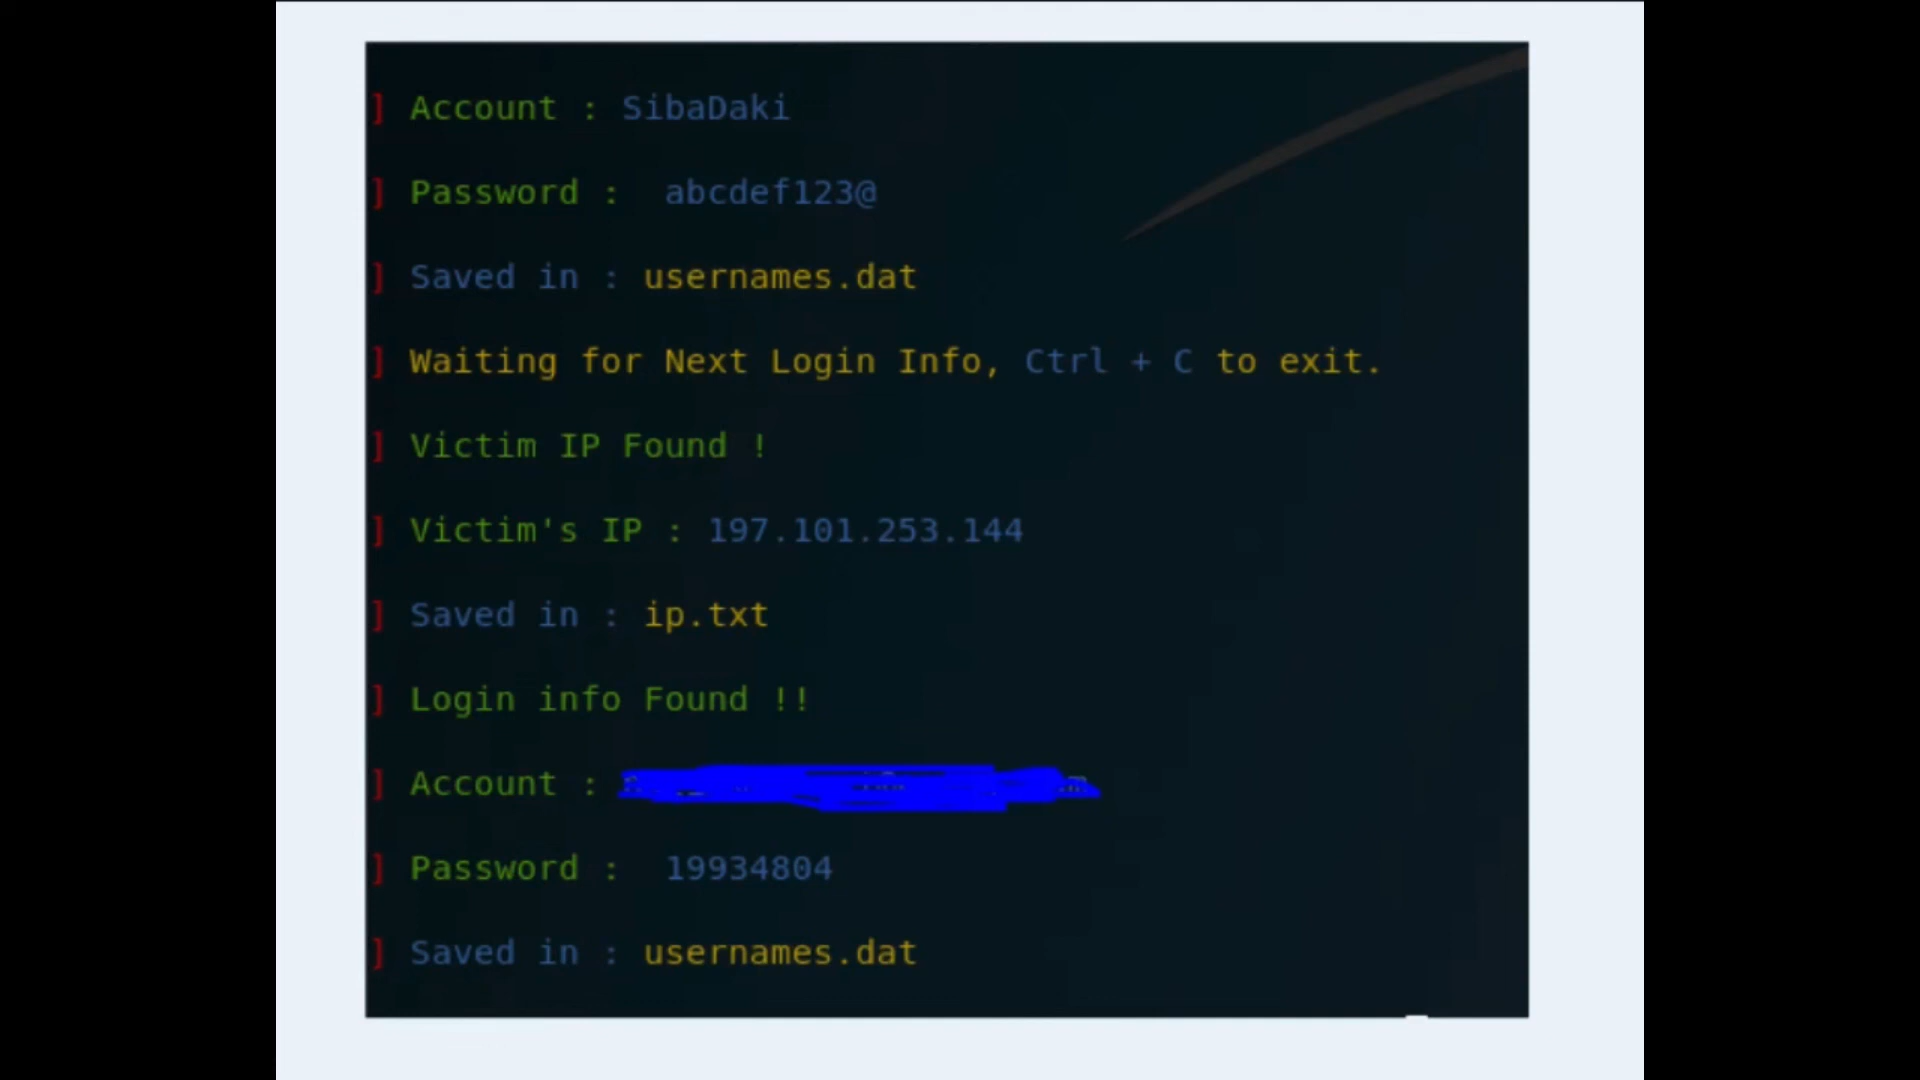 ] Account : SibaDaki
] Password : abcdef123@
] Saved in : usernames.dat
] Waiting for Next Login Info, Ctrl + C to exit.
] Victim IP Found !
] Victim's IP : 197.101.253.144
] Saved in : ip.txt
] Login info Found !!
] Account :
] Password : 19934804
] Saved in : usernames.dat